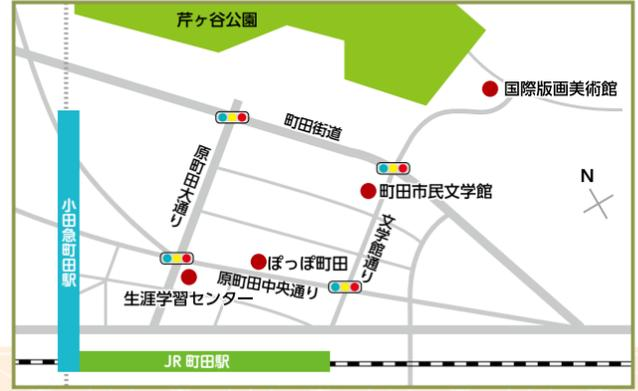 芹ヶ谷公園
国際版画美術館
町田街道
原町田大通り
町田市民文学館
N
小田急町田駅
文学館通り
ぽっぽ町田
原町田中央通り
生涯学習センター
JR 町田駅